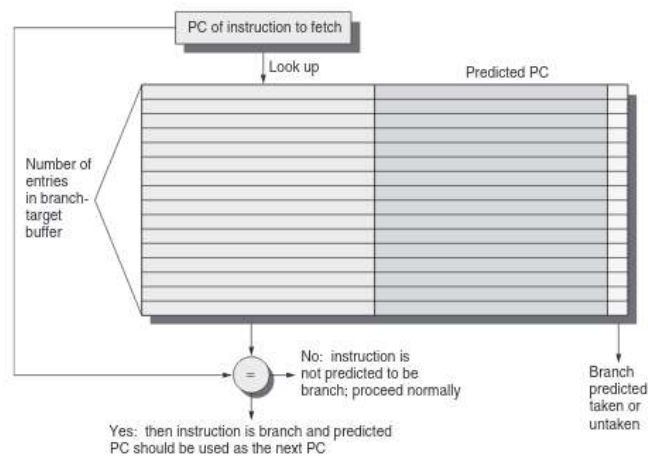 PC of instruction to fetch
Look up
Predicted PC
Number of
entries
in branch-
target
buffer
=
No: instruction is
not predicted to be
branch; proceed normally
Branch
predicted
taken or
untaken
Yes: then instruction is branch and predicted
PC should be used as the next PC